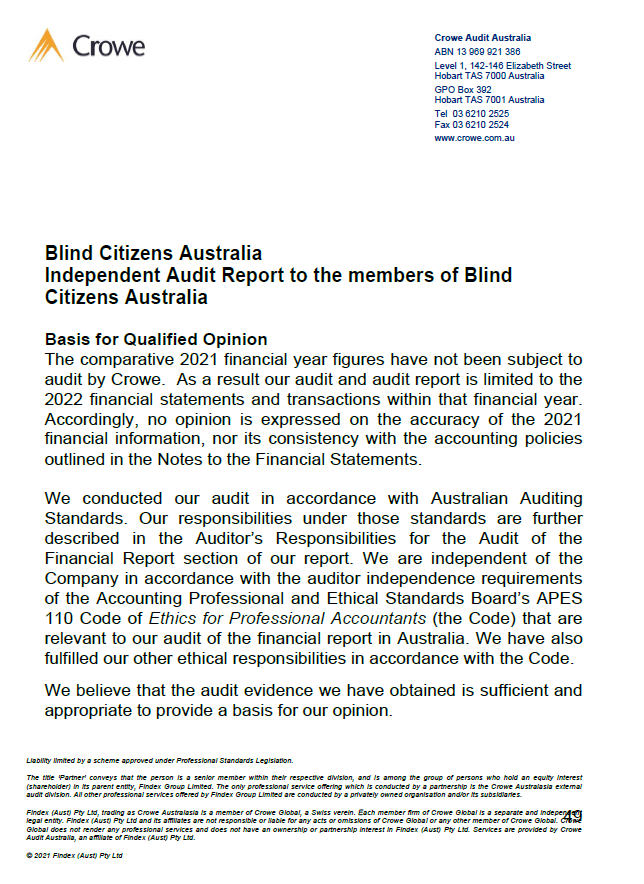 Crowe
Crowe Audit Australia
ABN 13 969 921 386
Level 1, 142-146 Elizabeth Street
Hobart TAS 7000 Australia
GPO Box 392
Hobart TAS 7001 Australia
Tel 03 6210 2525
Fax 03 6210 2524
www.crowe.com.au
Blind Citizens Australia
Independent Audit Report to the members of Blind
Citizens Australia
Basis for Qualified Opinion
The comparative 2021 financial year figures have not been subject to
audit by Crowe. As a result our audit and audit report is limited to the
2022 financial statements and transactions within that financial year.
Accordingly, no opinion is expressed on the accuracy of the 2021
financial information, nor its consistency with the accounting policies
outlined in the Notes to the Financial Statements.
We conducted our audit in accordance with Australian Auditing
Standards. Our responsibilities under those standards are further
described in the Auditor's Responsibilities for the Audit of the
Financial Report section of our report. We are independent of the
Company in accordance with the auditor independence requirements
of the Accounting Professional and Ethical Standards Board's APES
110 Code of Ethics for Professional Accountants (the Code) that are
relevant to our audit of the financial report in Australia. We have also
fulfilled our other ethical responsibilities in accordance with the Code.
We believe that the audit evidence we have obtained is sufficient and
appropriate to provide a basis for our opinion.
Liability limited by a scheme approved under Professional Standards Legislation.
The title 'Partner' conveys that the person is a senior member within their respective division, and is among the group of persons who hold an equity interest
(shareholder) in its parent entity, Findex Group Limited. The only professional service offering which is conducted by a partnership is the Crowe Australasia external
audit division. All other professional services offered by Findex Group Limited are conducted by a privately owned organisation and/or its subsidiaries.
Findex (Aust) Pty Ltd, trading as Crowe Australasia is a member of Crowe Global, a Swiss verein. Each member firm of Crowe Global is a separate and independent
legal entity. Findex (Aust) Pty Ltd and its affiliates are not responsible or liable for any acts or omissions of Crowe Global or any other member of Crowe Global. Crowe
Global does not render any professional services and does not have an ownership or partnership interest in Findex (Aust) Pty Ltd. Services are provided by Crowe
Audit Australia, an affiliate of Findex (Aust) Pty Ltd.
49
© 2021 Findex (Aust) Pty Ltd